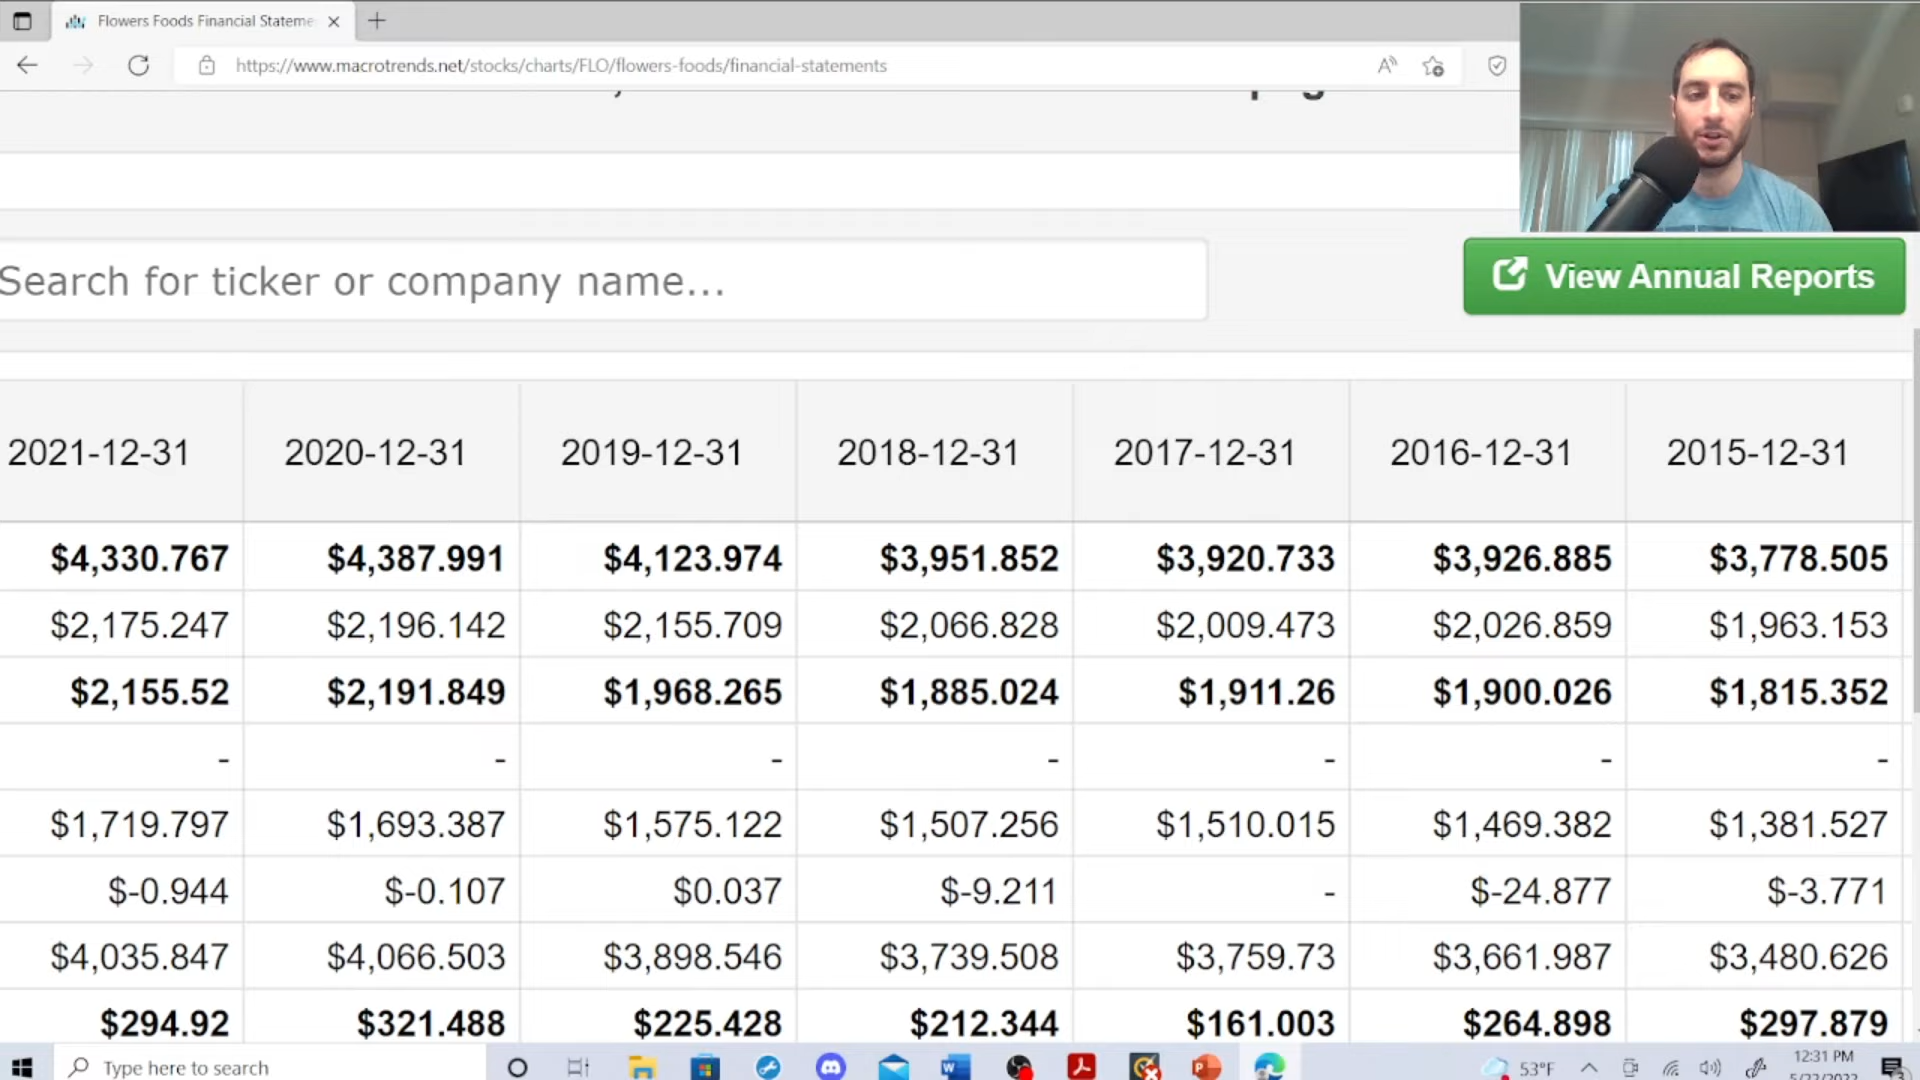 Flowers Foods Financial Stateme
https://www.macrotrends.net/stocks/charts/FLO/flowers-foods/financial-statements
Search for ticker or company name...
View Annual Reports
2021-12-31 2020-12-31 2019-12-31 2018-12-31 2017-12-31 2016-12-31 2015-12-31
$4,330.767 $4,387.991 $4,123.974 $3,951.852 $3,920.733 $3,926.885 $3,778.505
$2,175.247 $2,196.142 $2,155.709 $2,066.828 $2,009.473 $2,026.859 $1,963.153
$2,155.52 $2,191.849 $1,968.265 $1,885.024 $1,911.26 $1,900.026 $1,815.352
- - - - - - -
$1,719.797 $1,693.387 $1,575.122 $1,507.256 $1,510.015 $1,469.382 $1,381.527
$-0.944 $-0.107 $0.037 $-9.211 - $-24.877 $-3.771
$4,035.847 $4,066.503 $3,898.546 $3,739.508 $3,759.73 $3,661.987 $3,480.626
$294.92 $321.488 $225.428 $212.344 $161.003 $264.898 $297.879
Type here to search
53°F
12:31 PM